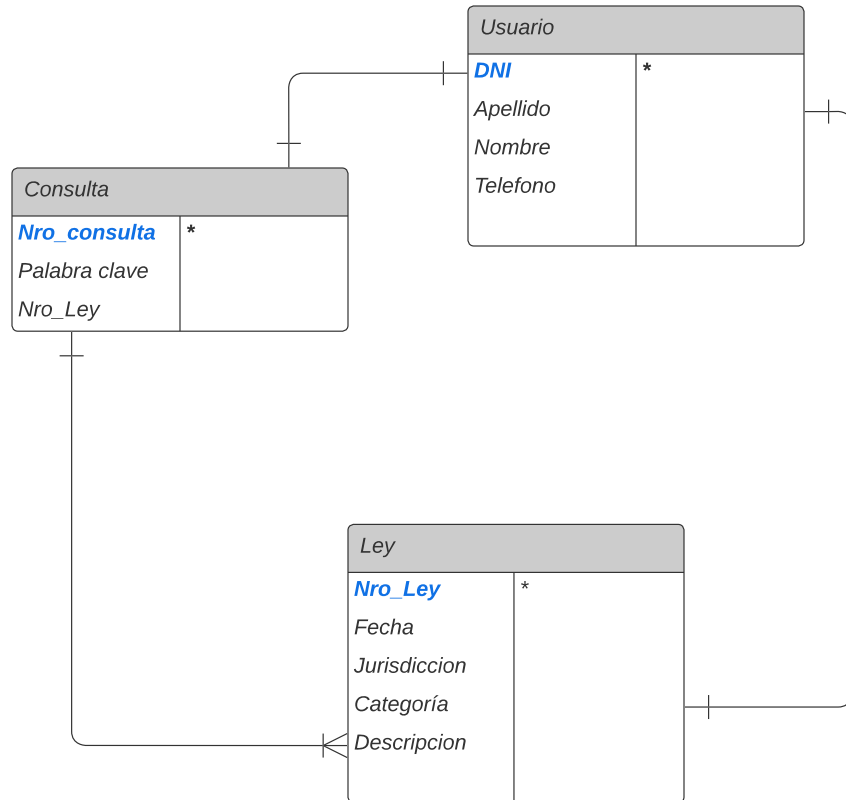 Usuario
DNI *
Apellido
Nombre
Telefono
Consulta
Nro_consulta *
Palabra clave
Nro_Ley
Ley
Nro_Ley *
Fecha
Jurisdiccion
Categoría
Descripcion